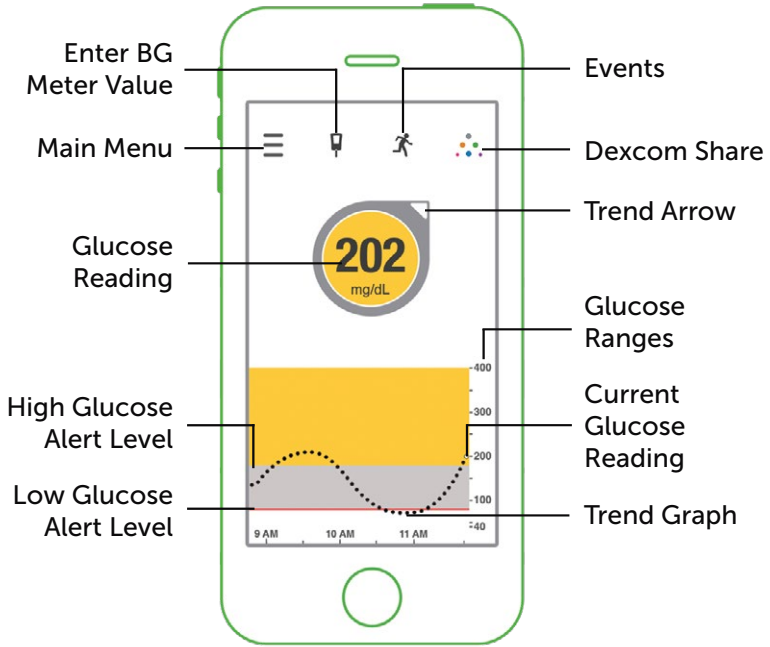 Enter BG
Meter Value
Events
Main Menu
Dexcom Share
Trend Arrow
Glucose
Reading
202
mg/dL
Glucose
Ranges
400
300
200
100
40
High Glucose
Alert Level
Current
Glucose
Reading
Low Glucose
Alert Level
Trend Graph
9 AM
10 AM
11 AM